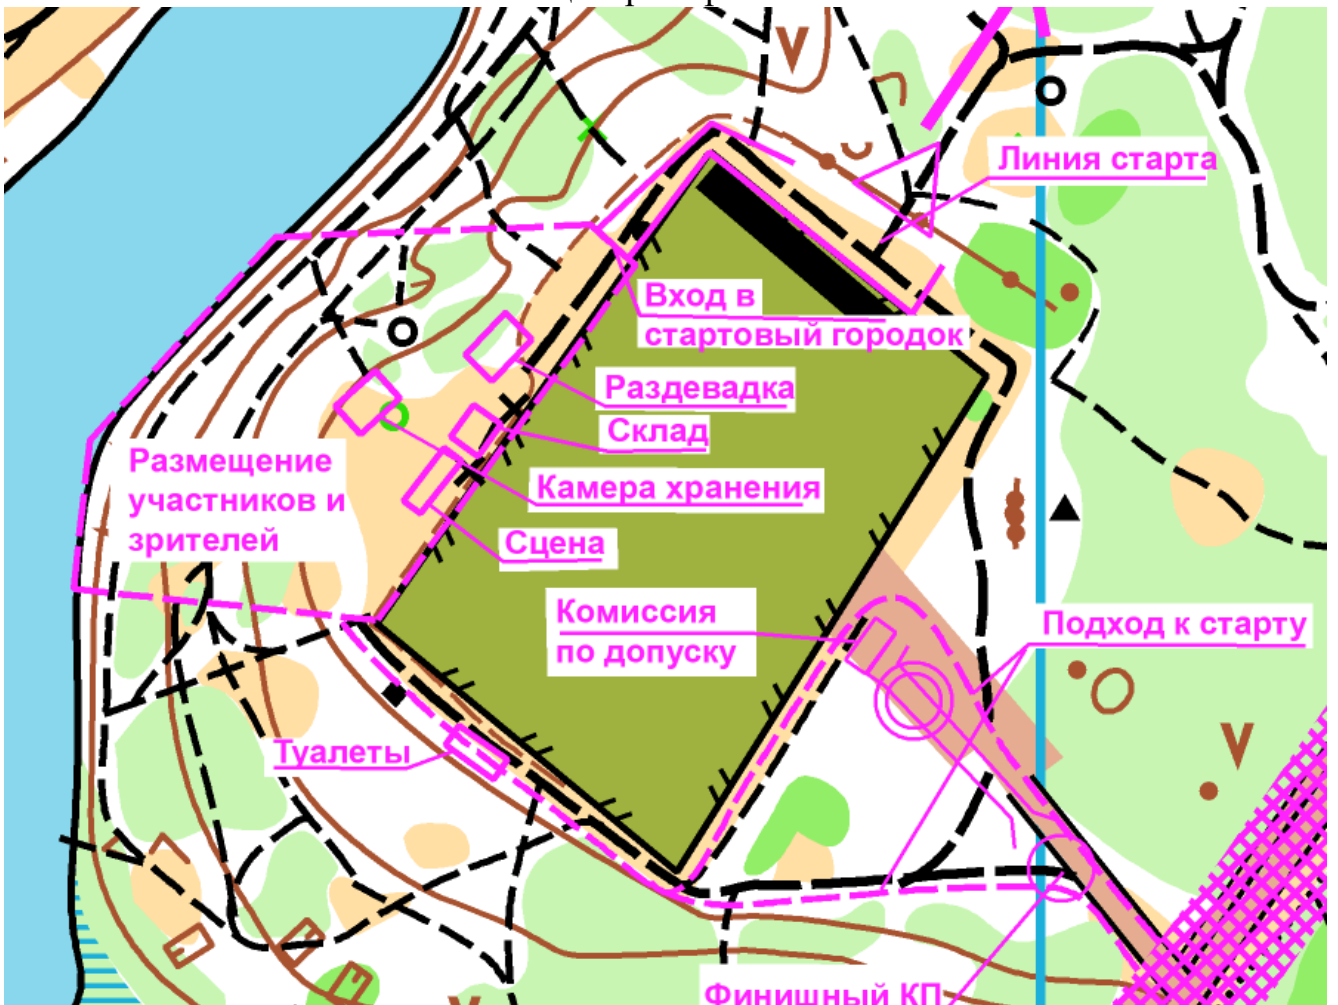 Линия старта
Вход в
стартовый городок
Раздевадка
Склад
Размещение
участников и
зрителей
Камера хранения
Сцена
Комиссия
по допуску
Подход к старту
Туалеты
Финишный КП